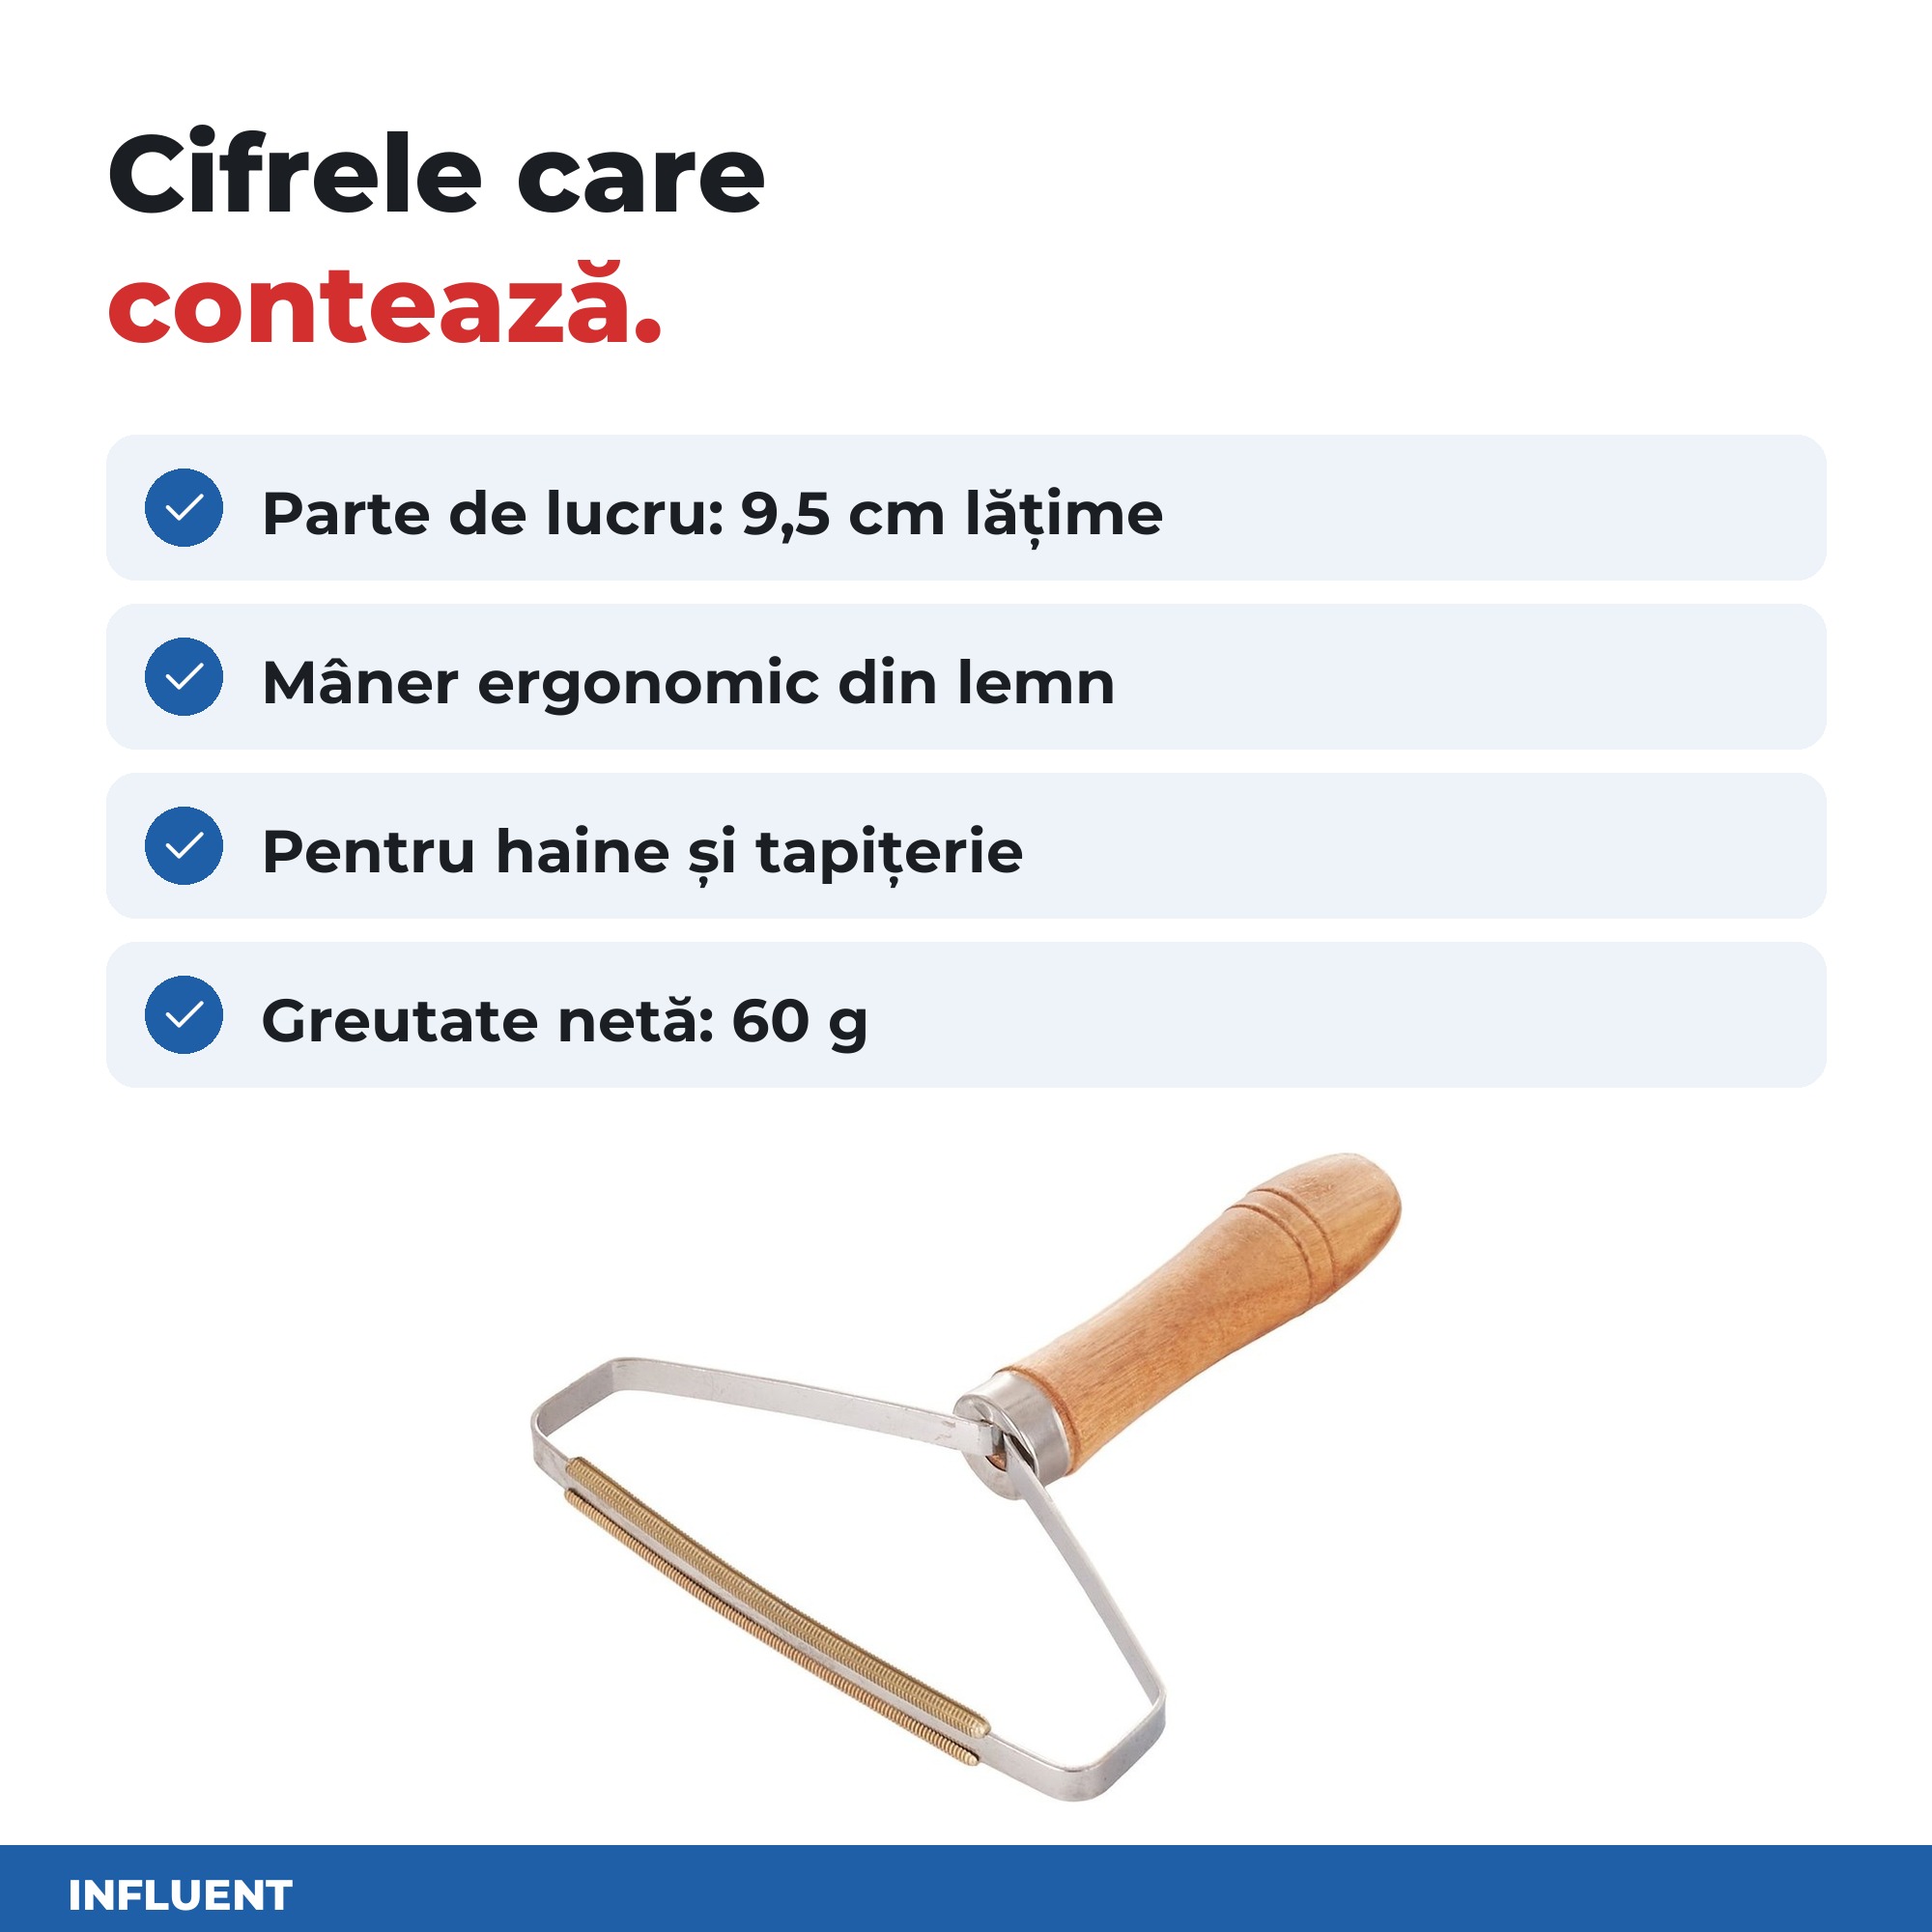 Cifrele care
contează.
Parte de lucru: 9,5 cm lățime
Mâner ergonomic din lemn
Pentru haine și tapițerie
Greutate netă: 60 g
INFLUENT